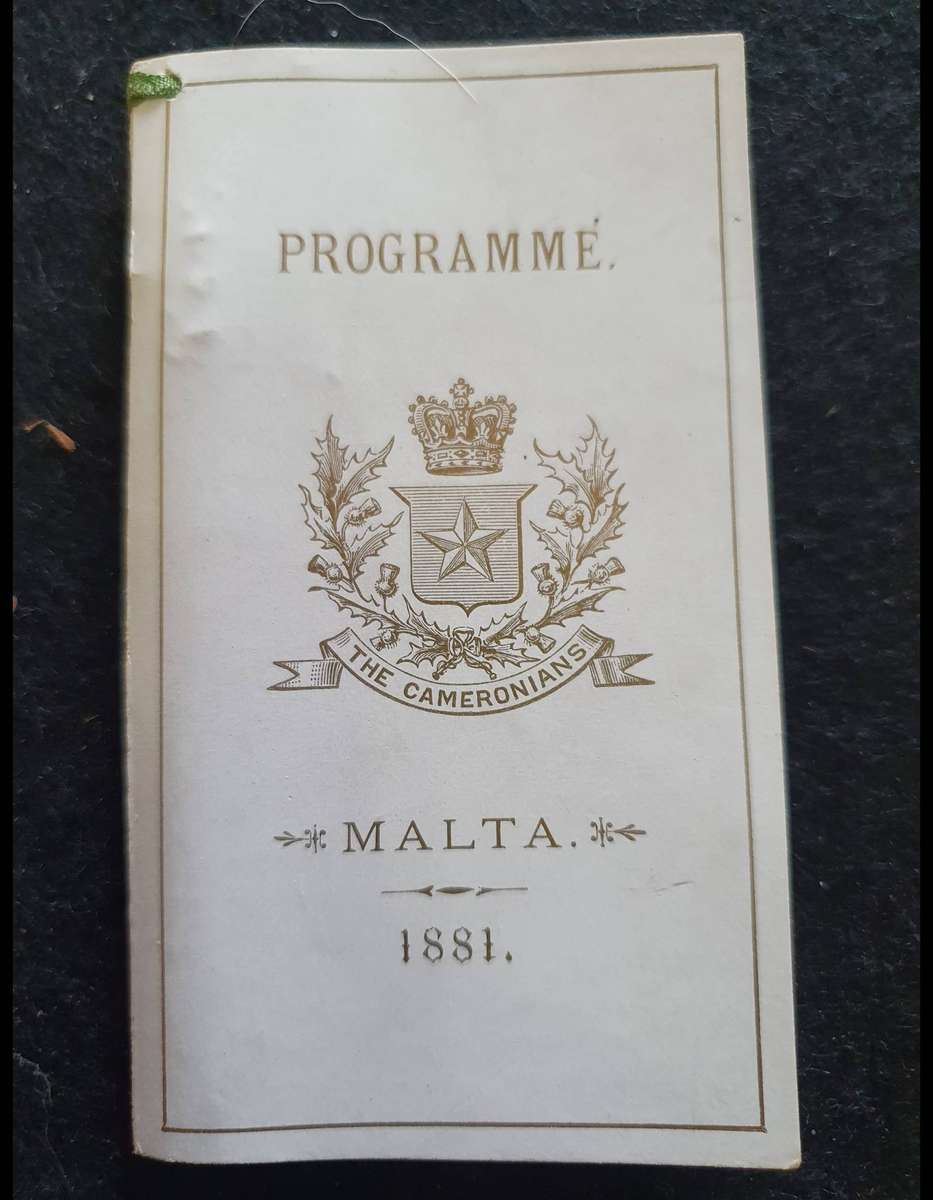 PROGRAMME.
THE CAMERONIANS
MALTA.
1881.